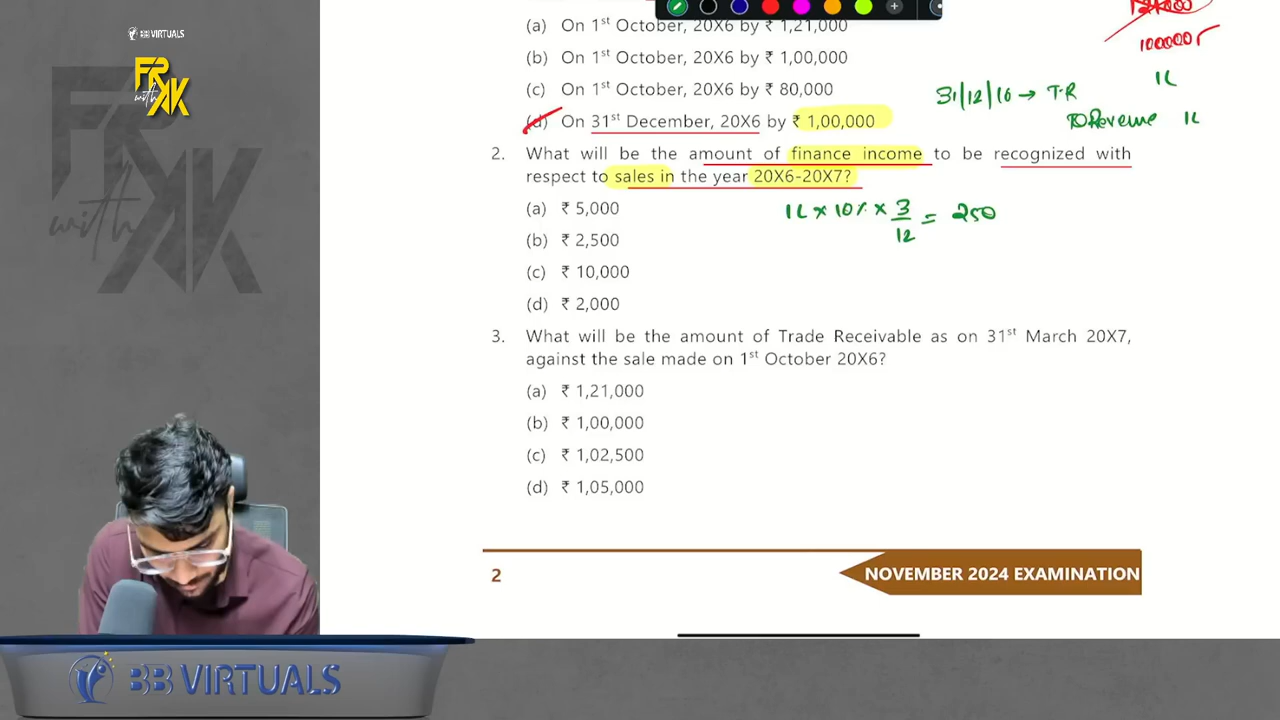 BB VIRTUALS
FR
with
AK
FR
with
AK
100000
(a) On 1st October, 20X6 by ₹ 1,21,000
(b) On 1st October, 20X6 by ₹ 1,00,000
(c) On 1st October, 20X6 by ₹ 80,000
(d) On 31st December, 20X6 by ₹ 1,00,000
31/12/16 → T.R 1L
To Revenue 1L
2. What will be the amount of finance income to be recognized with
respect to sales in the year 20X6-20X7?
(a) ₹ 5,000
(b) ₹ 2,500
(c) ₹ 10,000
(d) ₹ 2,000
1L × 10% × 3/12 = 250
3. What will be the amount of Trade Receivable as on 31st March 20X7,
against the sale made on 1st October 20X6?
(a) ₹ 1,21,000
(b) ₹ 1,00,000
(c) ₹ 1,02,500
(d) ₹ 1,05,000
2
NOVEMBER 2024 EXAMINATION
BB VIRTUALS